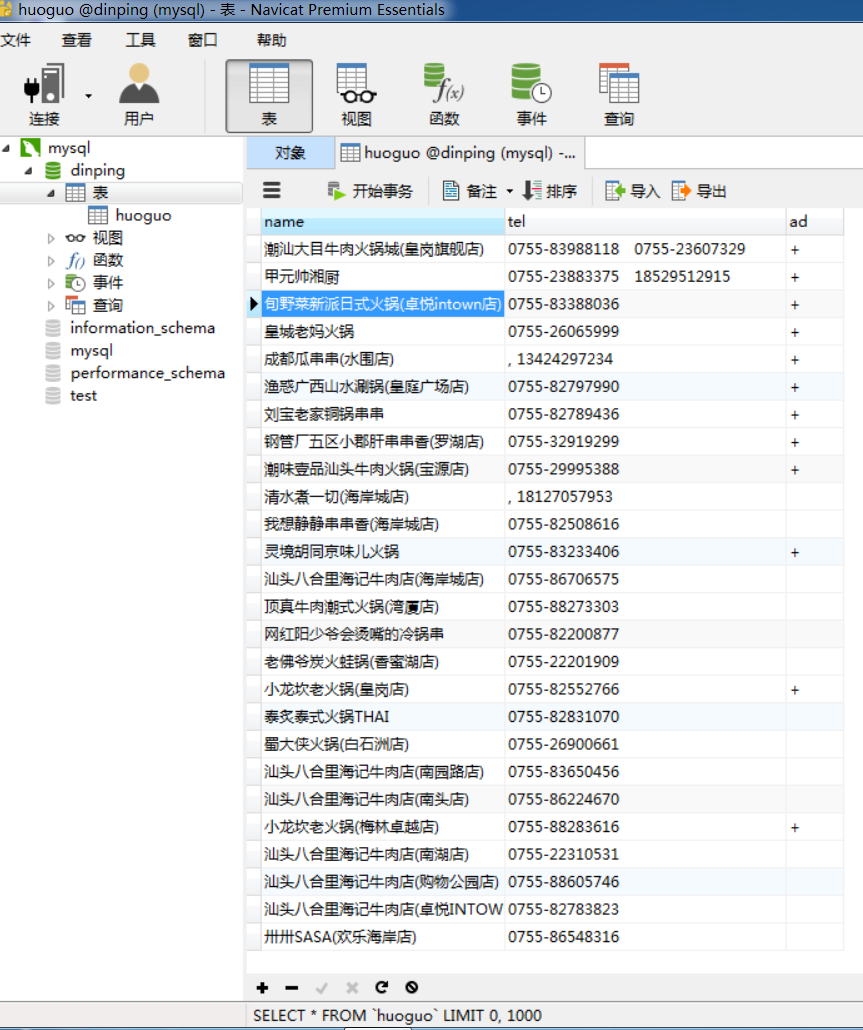 huoguo @dinping (mysql) - 表 - Navicat Premium Essentials
文件 查看 工具 窗口 帮助
连接 用户 表 视图 函数 事件 查询
mysql
dinping
表
huoguo
视图
函数
事件
查询
information_schema
mysql
performance_schema
test
对象 huoguo @dinping (mysql) -...
开始事务 备注 排序 导入 导出
name tel ad
潮汕大目牛肉火锅城(皇岗旗舰店) 0755-83988118 0755-23607329 +
甲元帅湘厨 0755-23883375 18529512915 +
旬野菜新派日式火锅(卓悦intown店) 0755-83388036 +
皇城老妈火锅 0755-26065999 +
成都瓜串串(水围店) , 13424297234 +
渔惑广西山水涮锅(皇庭广场店) 0755-82797990 +
刘宝老家铜锅串串 0755-82789436 +
钢管厂五区小郡肝串串香(罗湖店) 0755-32919299 +
潮味壹品汕头牛肉火锅(宝源店) 0755-29995388 +
清水煮一切(海岸城店) , 18127057953
我想静静串串香(海岸城店) 0755-82508616
灵境胡同京味儿火锅 0755-83233406 +
汕头八合里海记牛肉店(海岸城店) 0755-86706575
顶真牛肉潮式火锅(湾厦店) 0755-88273303
网红阳少爷会烫嘴的冷锅串 0755-82200877
老佛爷炭火蛙锅(香蜜湖店) 0755-22201909
小龙坎老火锅(皇岗店) 0755-82552766 +
泰炙泰式火锅THAI 0755-82831070
蜀大侠火锅(白石洲店) 0755-26900661
汕头八合里海记牛肉店(南园路店) 0755-83650456
汕头八合里海记牛肉店(南头店) 0755-86224670
小龙坎老火锅(梅林卓越店) 0755-88283616 +
汕头八合里海记牛肉店(南湖店) 0755-22310531
汕头八合里海记牛肉店(购物公园店) 0755-88605746
汕头八合里海记牛肉店(卓悦INTOW 0755-82783823
卅卅SASA(欢乐海岸店) 0755-86548316
SELECT * FROM `huoguo` LIMIT 0, 1000